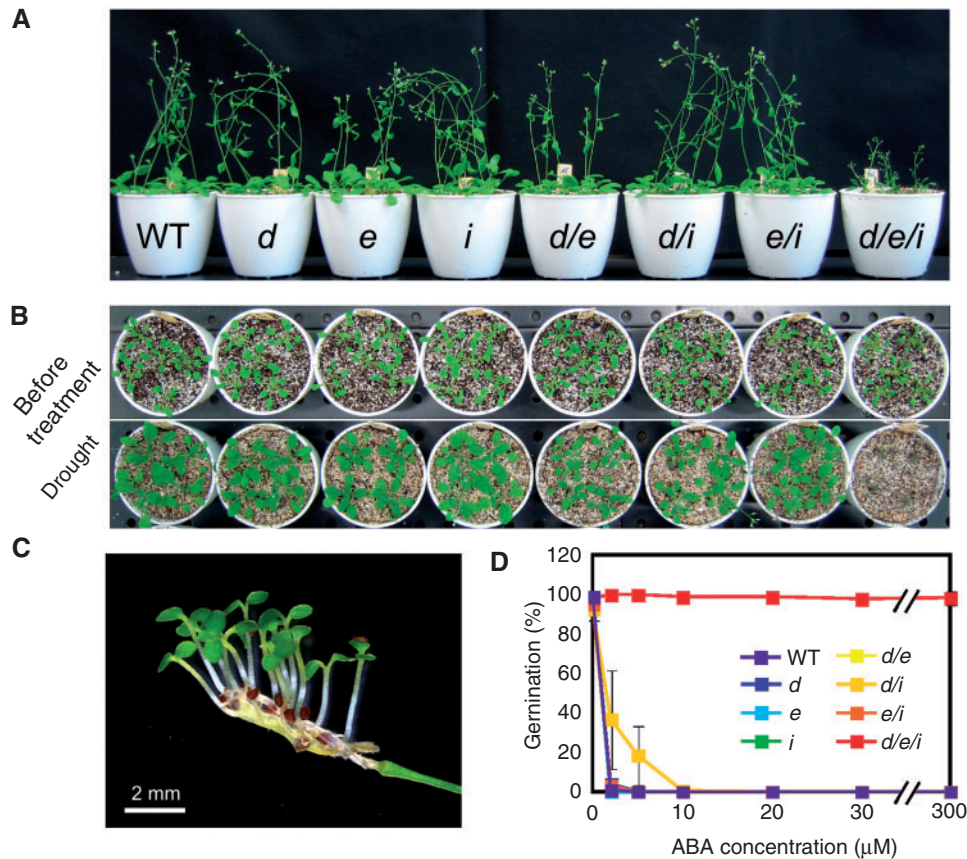 A
WT
d
e
i
d/e
d/i
e/i
d/e/i
B
Before
treatment
Drought
C
2 mm
D
Gernination (%)
120
100
80
60
40
20
0
WT
d
e
i
d/e
d/i
e/i
d/e/i
0
10
20
30
300
ABA concentration (μM)